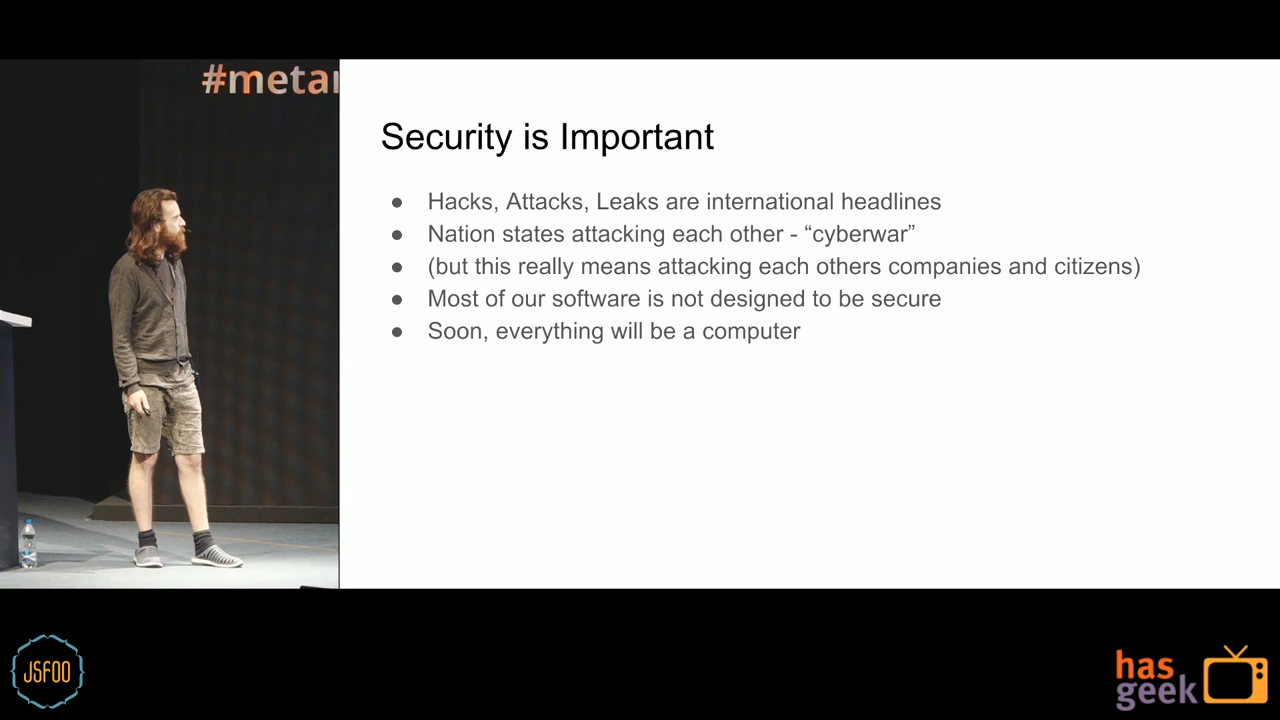 #metar
Security is Important
● Hacks, Attacks, Leaks are international headlines
● Nation states attacking each other - “cyberwar”
● (but this really means attacking each others companies and citizens)
● Most of our software is not designed to be secure
● Soon, everything will be a computer
JSFOO
has
geek